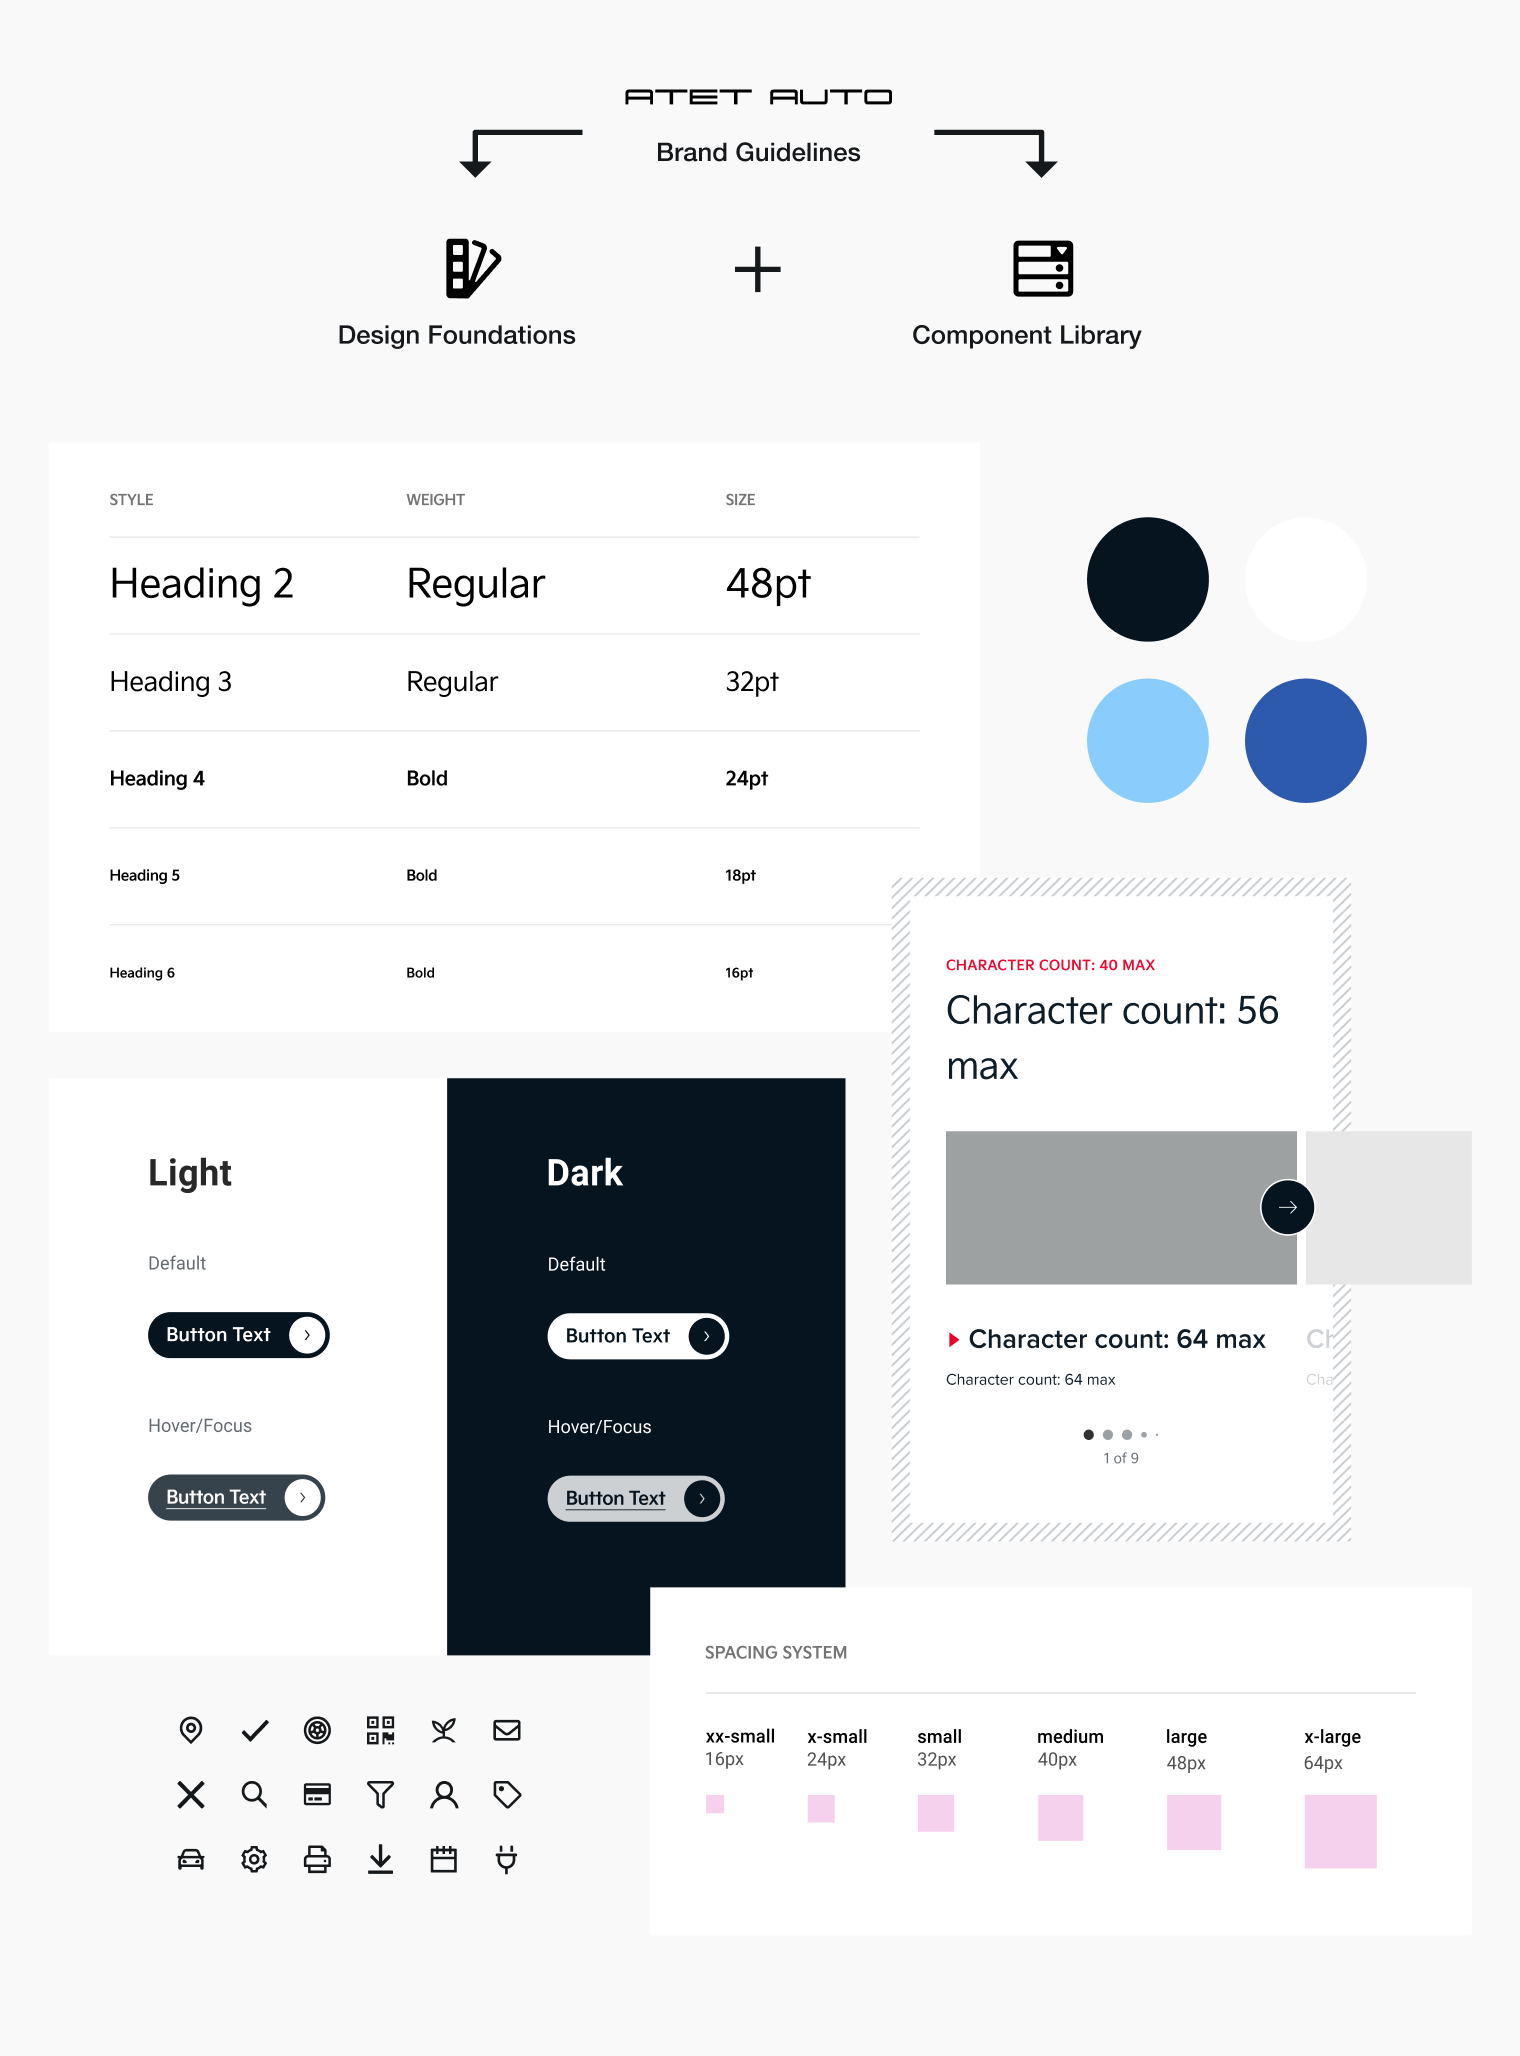 ATET AUTO
Brand Guidelines
Design Foundations
Component Library
STYLE WEIGHT SIZE
Heading 2 Regular 48pt
Heading 3 Regular 32pt
Heading 4 Bold 24pt
Heading 5 Bold 18pt
Heading 6 Bold 16pt
CHARACTER COUNT: 40 MAX
Character count: 56
max
Character count: 64 max
Ch
Character count: 64 max
Cha
1 of 9
Light
Default
Button Text
Hover/Focus
Button Text
Dark
Default
Button Text
Hover/Focus
Button Text
SPACING SYSTEM
xx-small x-small small medium large x-large
16px 24px 32px 40px 48px 64px